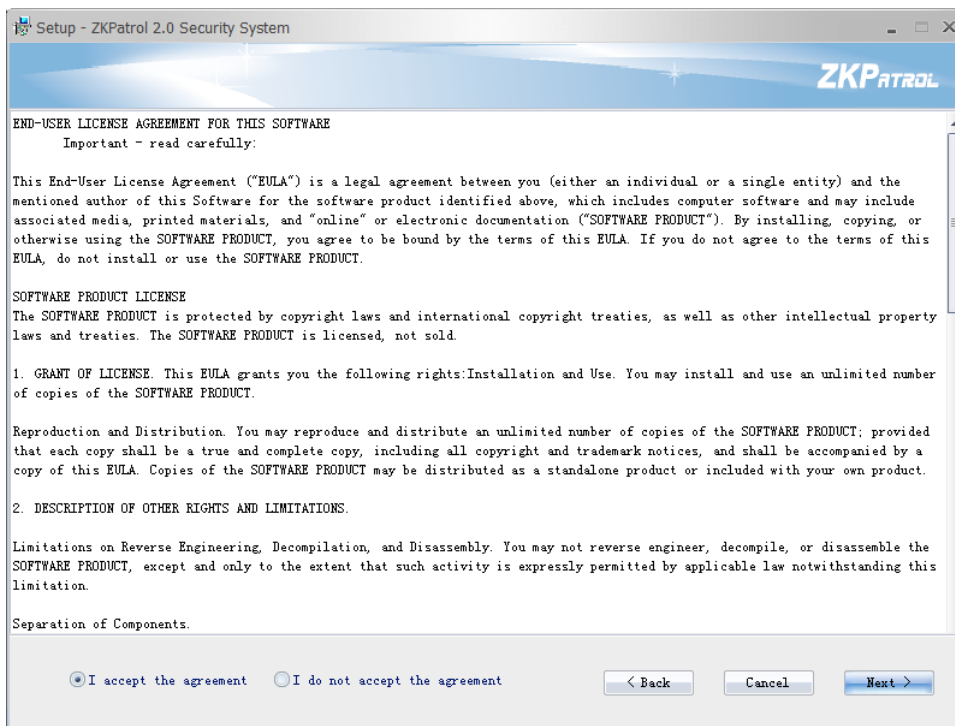 Setup - ZKPatrol 2.0 Security System
ZKPATROL
END-USER LICENSE AGREEMENT FOR THIS SOFTWARE
Important - read carefully:
This End-User License Agreement ("EULA") is a legal agreement between you (either an individual or a single entity) and the
mentioned author of this Software for the software product identified above, which includes computer software and may include
associated media, printed materials, and "online" or electronic documentation ("SOFTWARE PRODUCT"). By installing, copying, or
otherwise using the SOFTWARE PRODUCT, you agree to be bound by the terms of this EULA. If you do not agree to the terms of this
EULA, do not install or use the SOFTWARE PRODUCT.
SOFTWARE PRODUCT LICENSE
The SOFTWARE PRODUCT is protected by copyright laws and international copyright treaties, as well as other intellectual property
laws and treaties. The SOFTWARE PRODUCT is licensed, not sold.
1. GRANT OF LICENSE. This EULA grants you the following rights:Installation and Use. You may install and use an unlimited number
of copies of the SOFTWARE PRODUCT.
Reproduction and Distribution. You may reproduce and distribute an unlimited number of copies of the SOFTWARE PRODUCT; provided
that each copy shall be a true and complete copy, including all copyright and trademark notices, and shall be accompanied by a
copy of this EULA. Copies of the SOFTWARE PRODUCT may be distributed as a standalone product or included with your own product.
2. DESCRIPTION OF OTHER RIGHTS AND LIMITATIONS.
Limitations on Reverse Engineering, Decompilation, and Disassembly. You may not reverse engineer, decompile, or disassemble the
SOFTWARE PRODUCT, except and only to the extent that such activity is expressly permitted by applicable law notwithstanding this
limitation.
Separation of Components.
I accept the agreement I do not accept the agreement < Back Cancel Next >